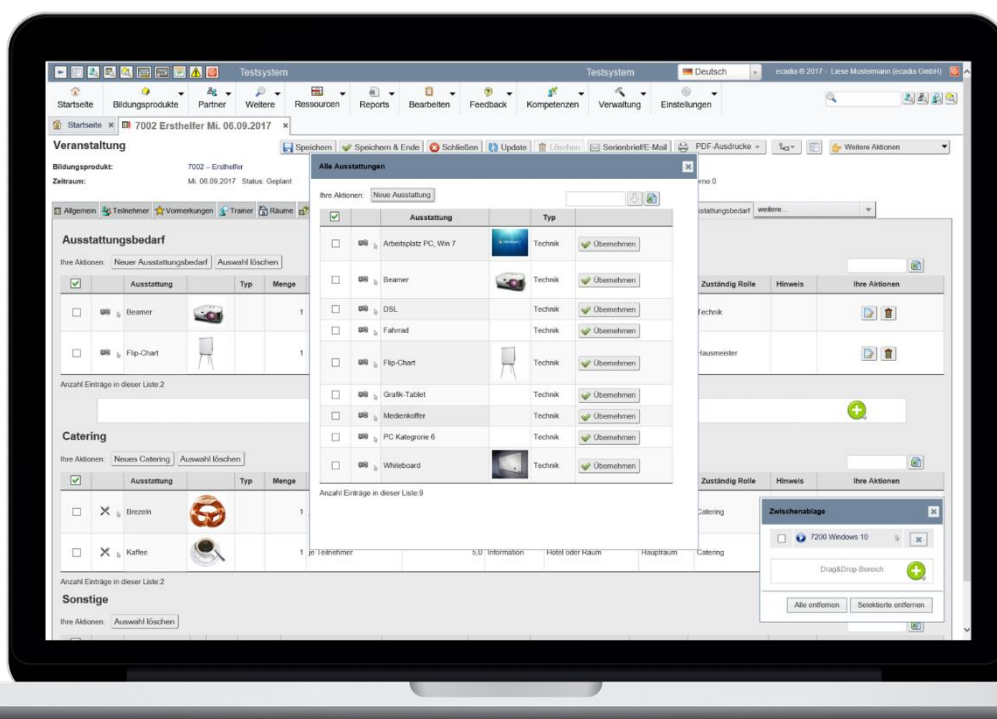 Testsystem Testsystem Deutsch ecadia © 2017 - Liese Mustermann (ecadia GmbH)
Startseite Bildungsprodukte Partner Weitere Ressourcen Reports Bearbeiten Feedback Kompetenzen Verwaltung Einstellungen
Startseite 7002 Ersthelfer Mi. 06.09.2017
Veranstaltung Speichern Speichern & Ende Schließen Update Löschen Serienbrief/E-Mail PDF-Ausdrucke Weitere Aktionen
Bildungsprodukt: 7002 – Ersthelfer
Zeitraum: Mi. 06.09.2017 Status: Geplant
Allgemein Teilnehmer Vormerkungen Trainer Räume weitere...
Alle Ausstattungen
Ihre Aktionen: Neue Ausstattung
Ausstattung Typ
Arbeitsplatz PC, Win 7 Technik Übernehmen
Beamer Technik Übernehmen
DSL Technik Übernehmen
Fahrrad Technik Übernehmen
Flip-Chart Technik Übernehmen
Grafik-Tablet Technik Übernehmen
Medienkoffer Technik Übernehmen
PC Kategrorie 6 Technik Übernehmen
Whiteboard Technik Übernehmen
Anzahl Einträge in dieser Liste:9
Ausstattungsbedarf
Ihre Aktionen: Neuer Ausstattungsbedarf Auswahl löschen
Ausstattung Typ Menge Zuständig Rolle Hinweis Ihre Aktionen
Beamer 1 Technik
Flip-Chart 1 Hausmeister
Anzahl Einträge in dieser Liste:2
Catering
Ihre Aktionen: Neues Catering Auswahl löschen
Ausstattung Typ Menge Zuständig Rolle Hinweis Ihre Aktionen
Brezeln 1 Catering
Kaffee 1 je Teilnehmer 5,0 Information Hotel oder Raum Hauptraum Catering
Anzahl Einträge in dieser Liste:2
Sonstige
Ihre Aktionen: Auswahl löschen
Zwischenablage
7200 Windows 10
Drag&Drop-Bereich
Alle entfernen Selektierte entfernen